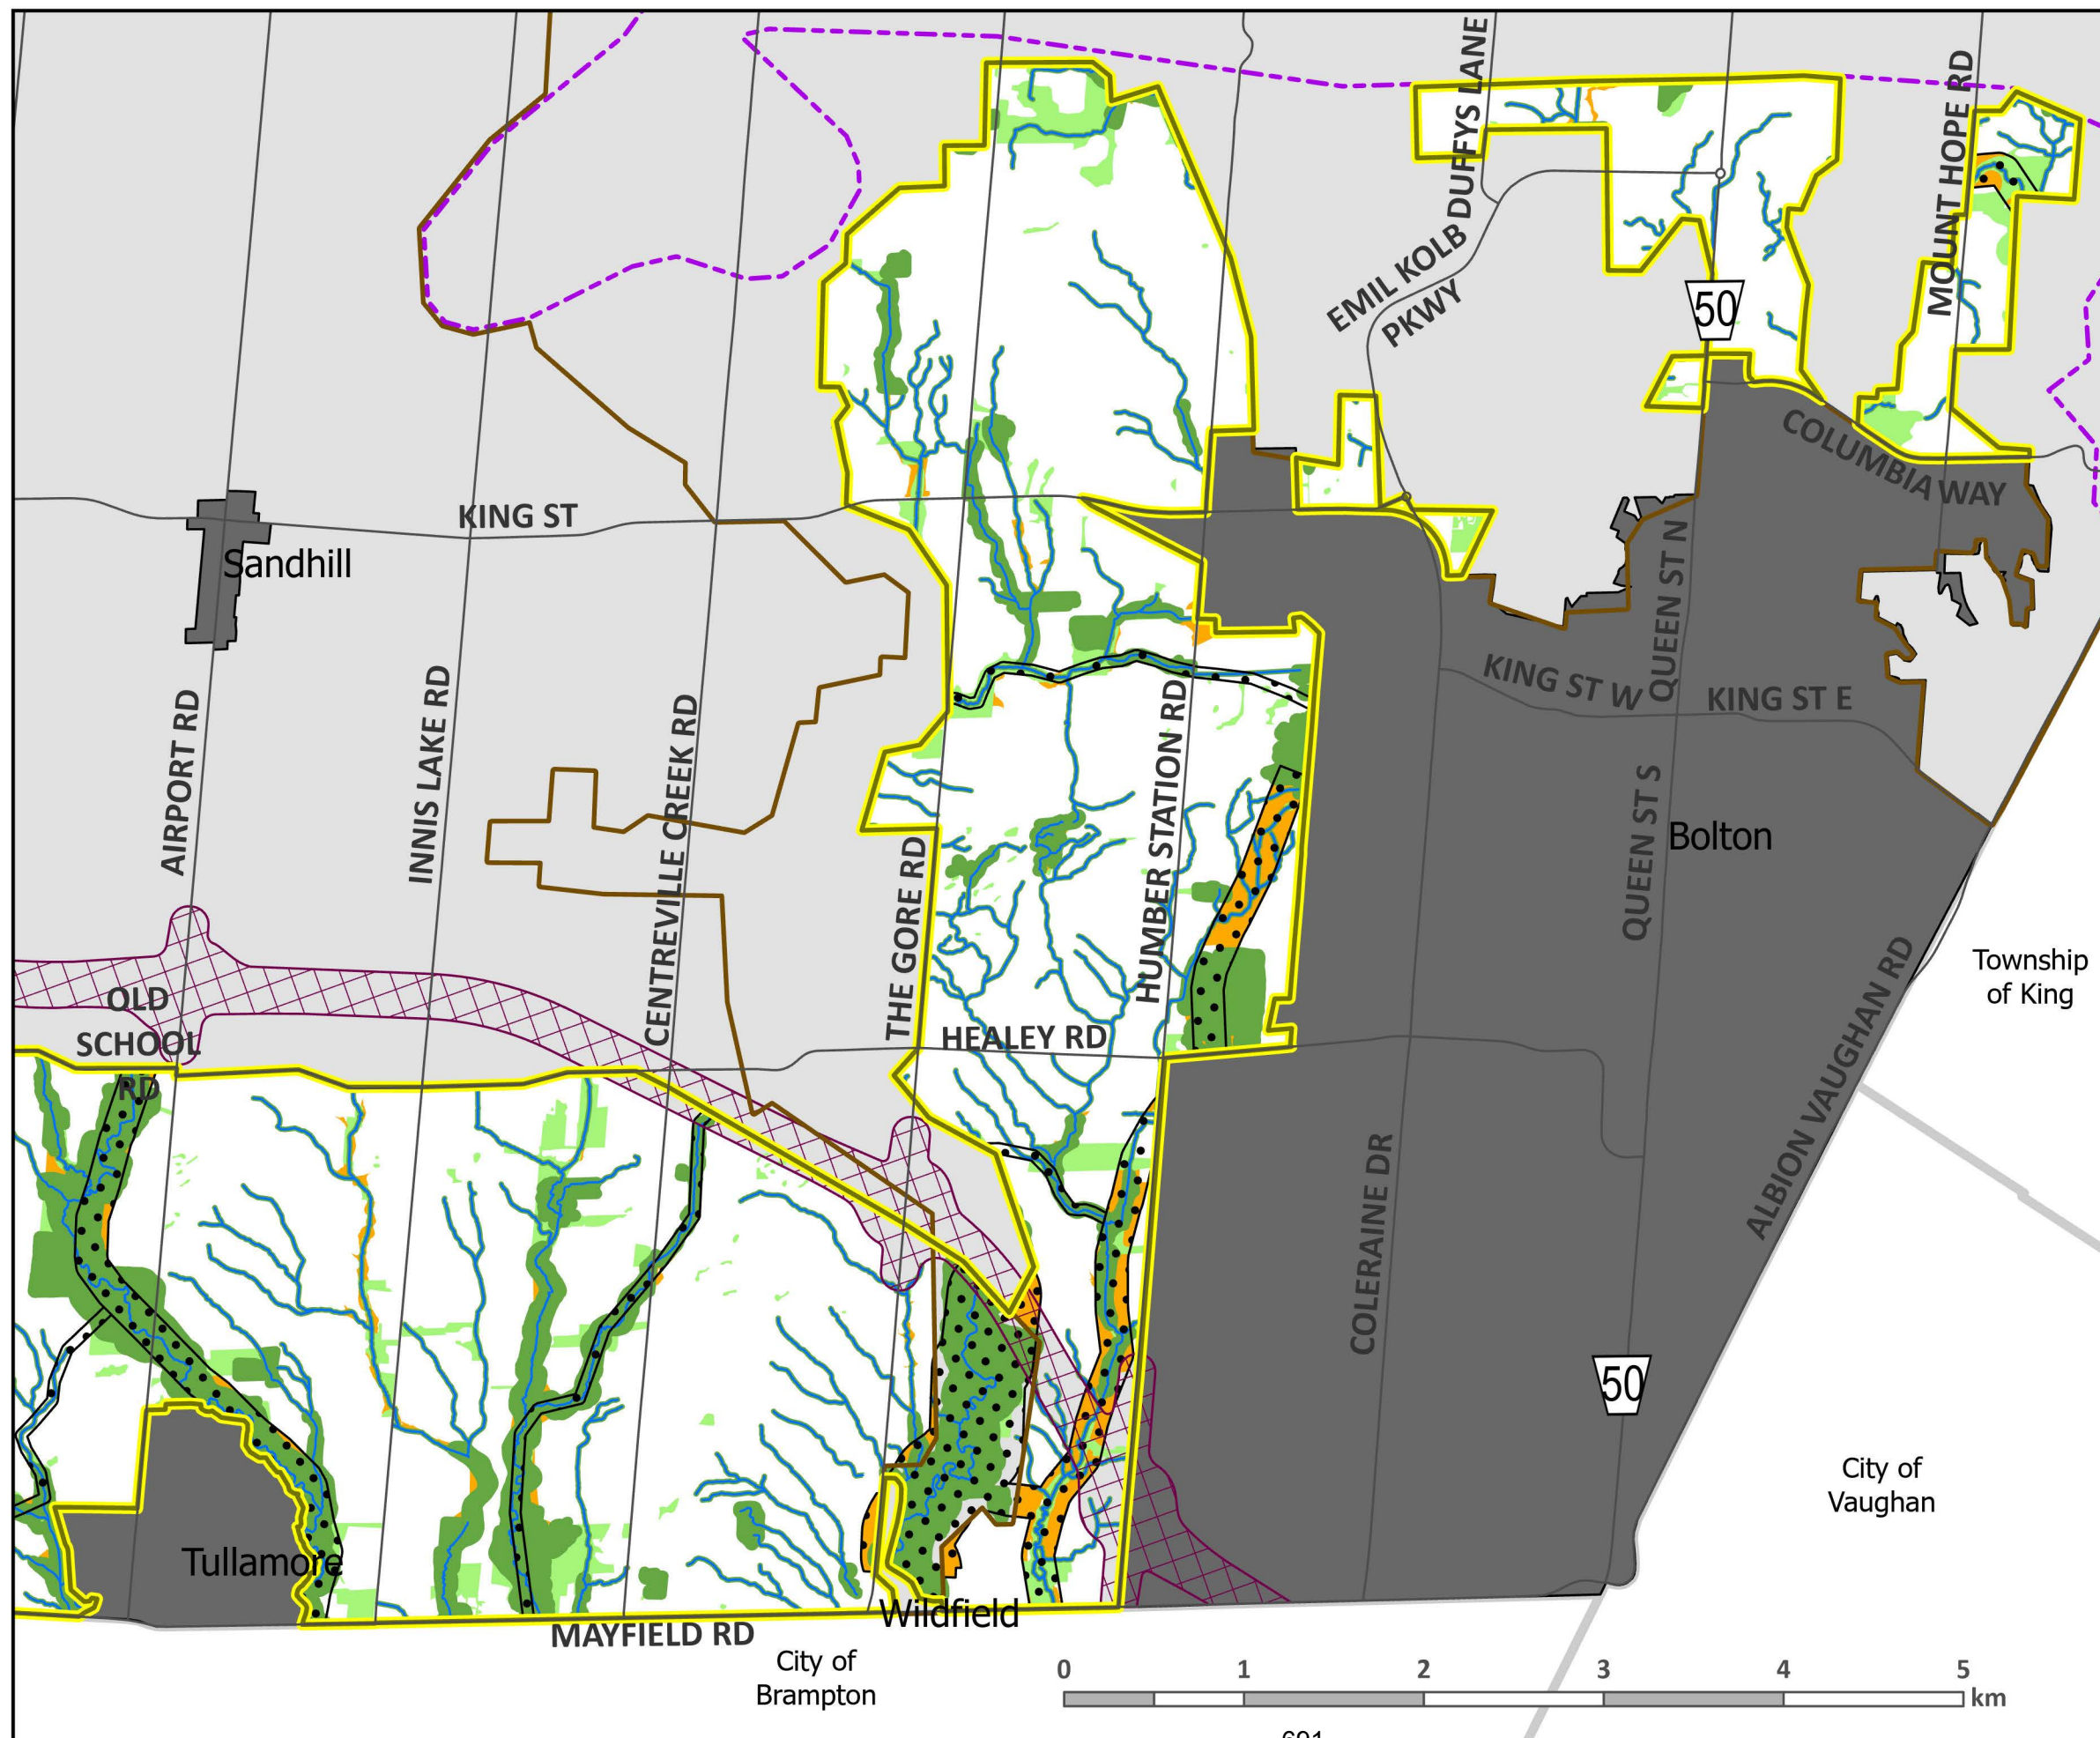 DUFFYS LANE
MOUNT HOPE RD
EMIL KOLB
PKWY
50
COLUMBIA WAY
KING ST
Sandhill
QUEEN ST N
KING ST W
KING ST E
AIRPORT RD
INNIS LAKE RD
CENTREVILLE CREEK RD
THE GORE RD
HUMBER STATION RD
QUEEN ST S
Bolton
Township
of King
OLD
SCHOOL
RD
HEALEY RD
ALBION VAUGHAN RD
COLERAINE DR
50
City of
Vaughan
Tullamore
Wildfield
MAYFIELD RD
City of
Brampton
0 1 2 3 4 5
km